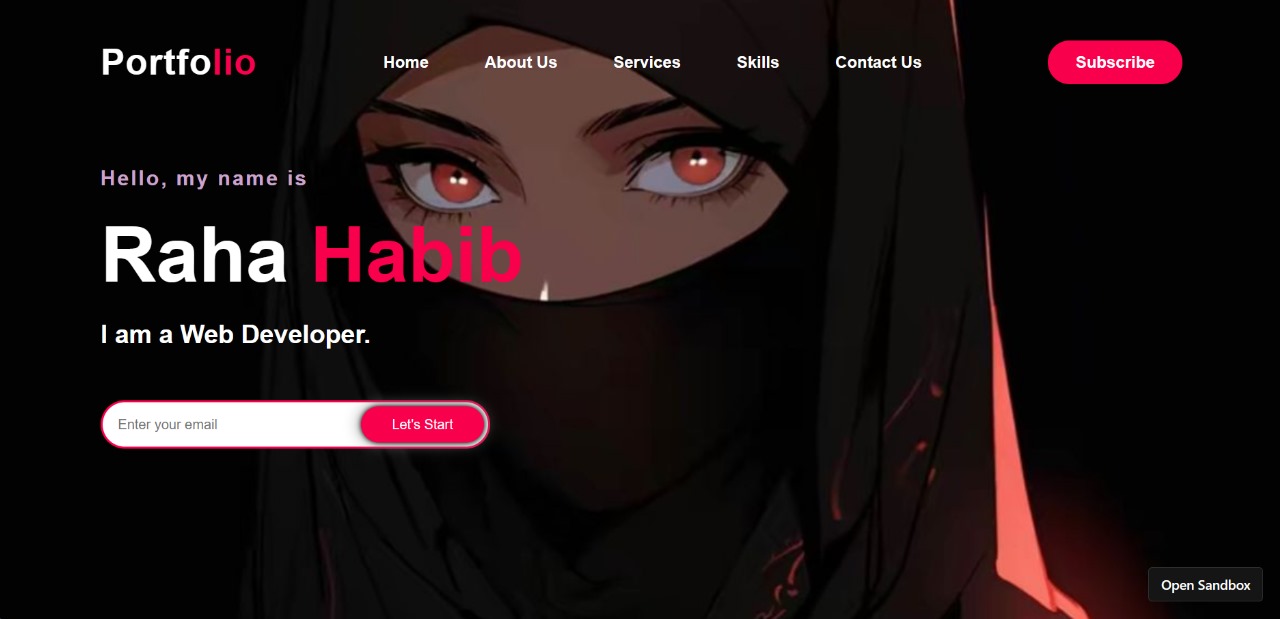 Portfolio
Home About Us Services Skills Contact Us
Subscribe
Hello, my name is
Raha Habib
I am a Web Developer.
Enter your email
Let's Start
Open Sandbox